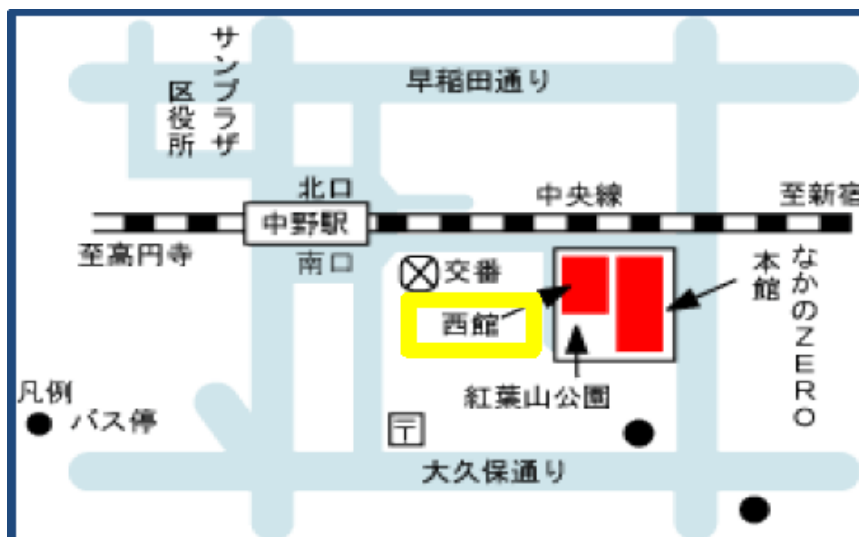 サンプラザ
区役所
早稲田通り
北口
中央線
至新宿
中野駅
至高円寺
南口
交番
西館
本館
なかのZERO
紅葉山公園
凡例
バス停
〒
大久保通り